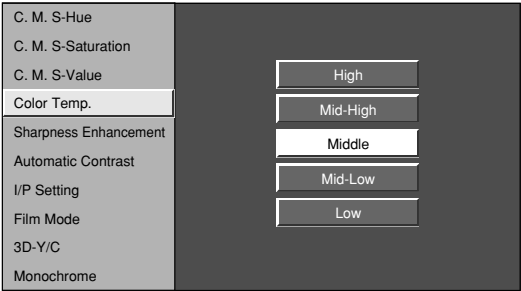 C. M. S-Hue
C. M. S-Saturation
C. M. S-Value
Color Temp.
Sharpness Enhancement
Automatic Contrast
I/P Setting
Film Mode
3D-Y/C
Monochrome
High
Mid-High
Middle
Mid-Low
Low